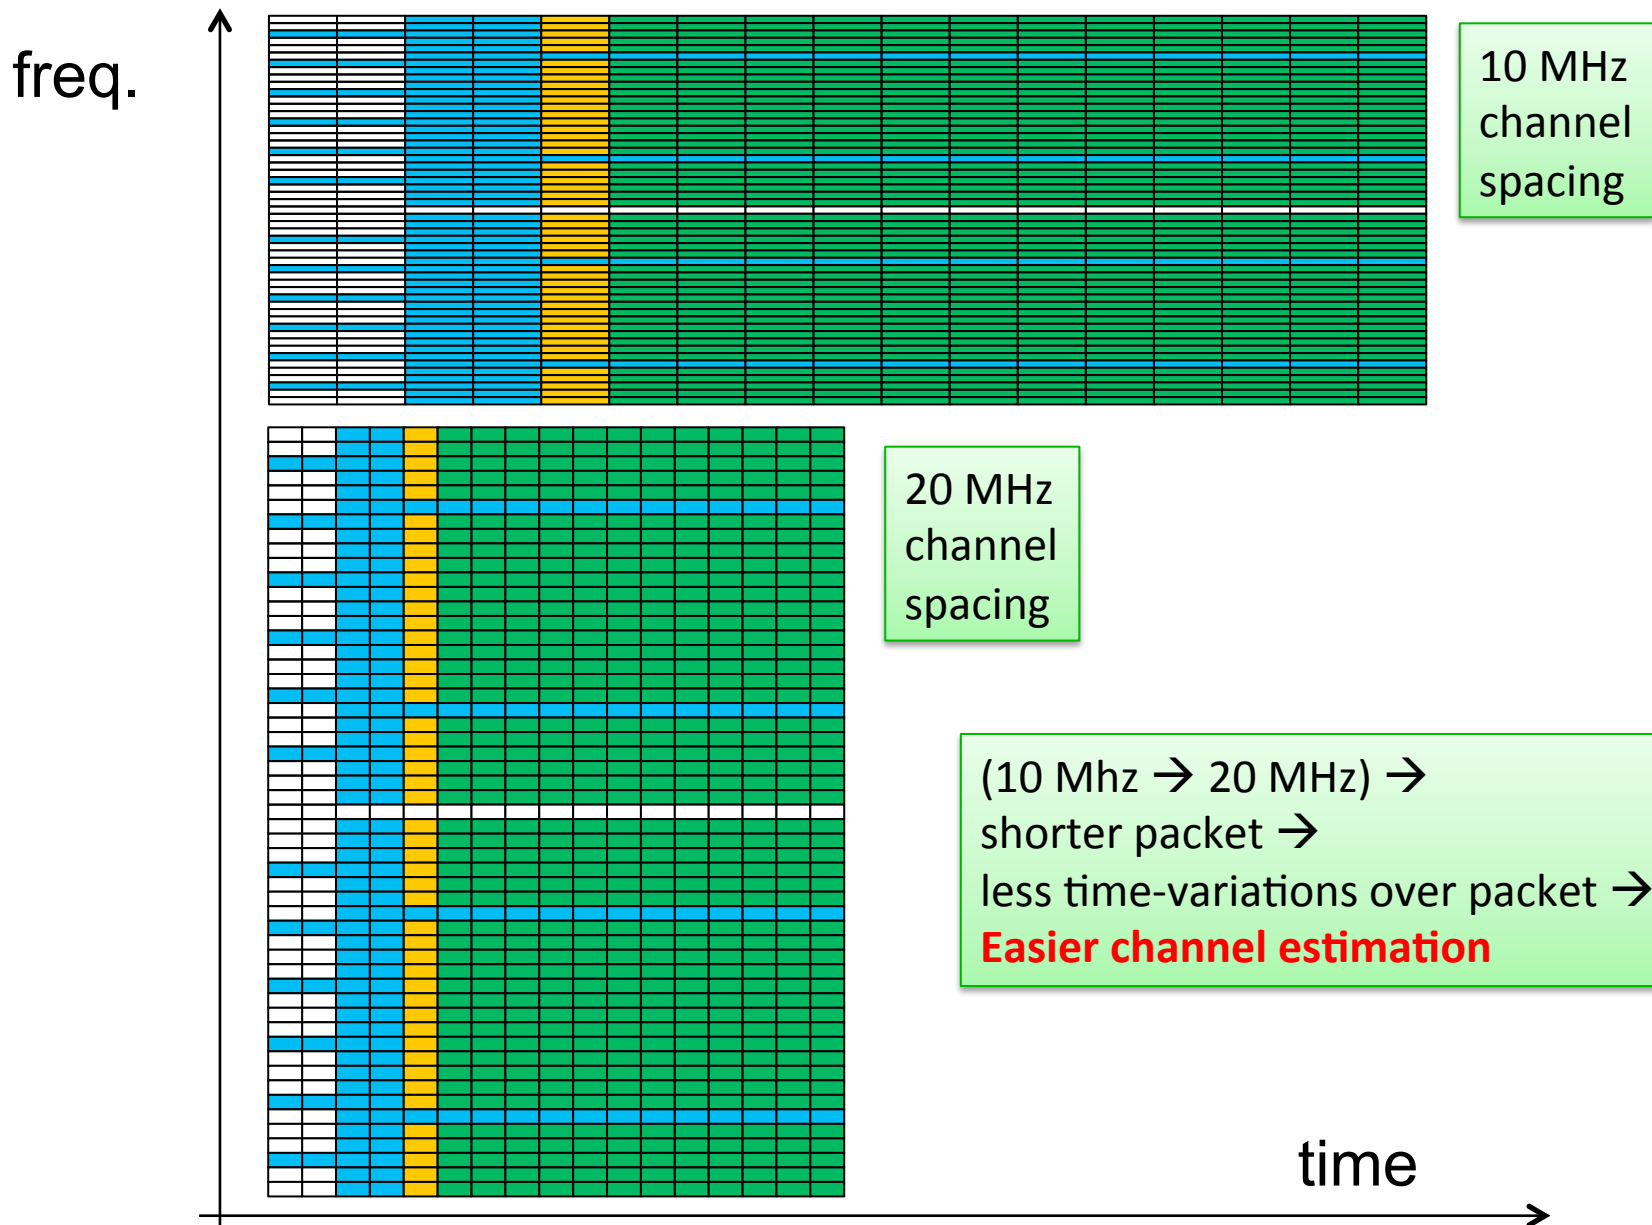 freq.
10 MHz
channel
spacing
20 MHz
channel
spacing
(10 Mhz → 20 MHz) →
shorter packet →
less time-variations over packet →
Easier channel estimation
time